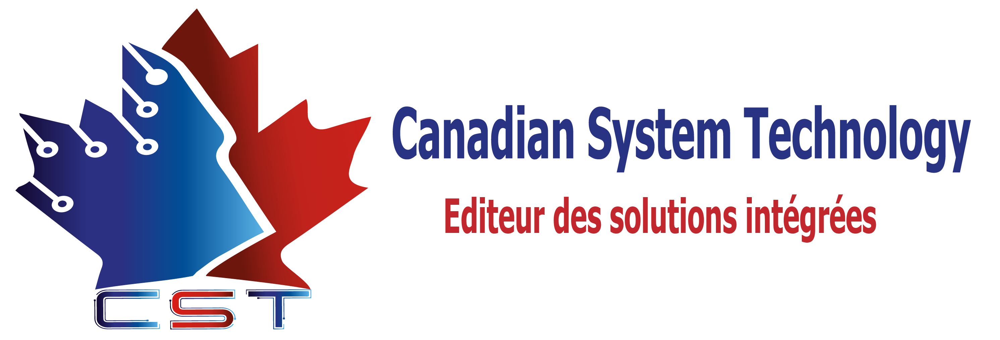 Canadian System Technology
Editeur des solutions intégrées
CST